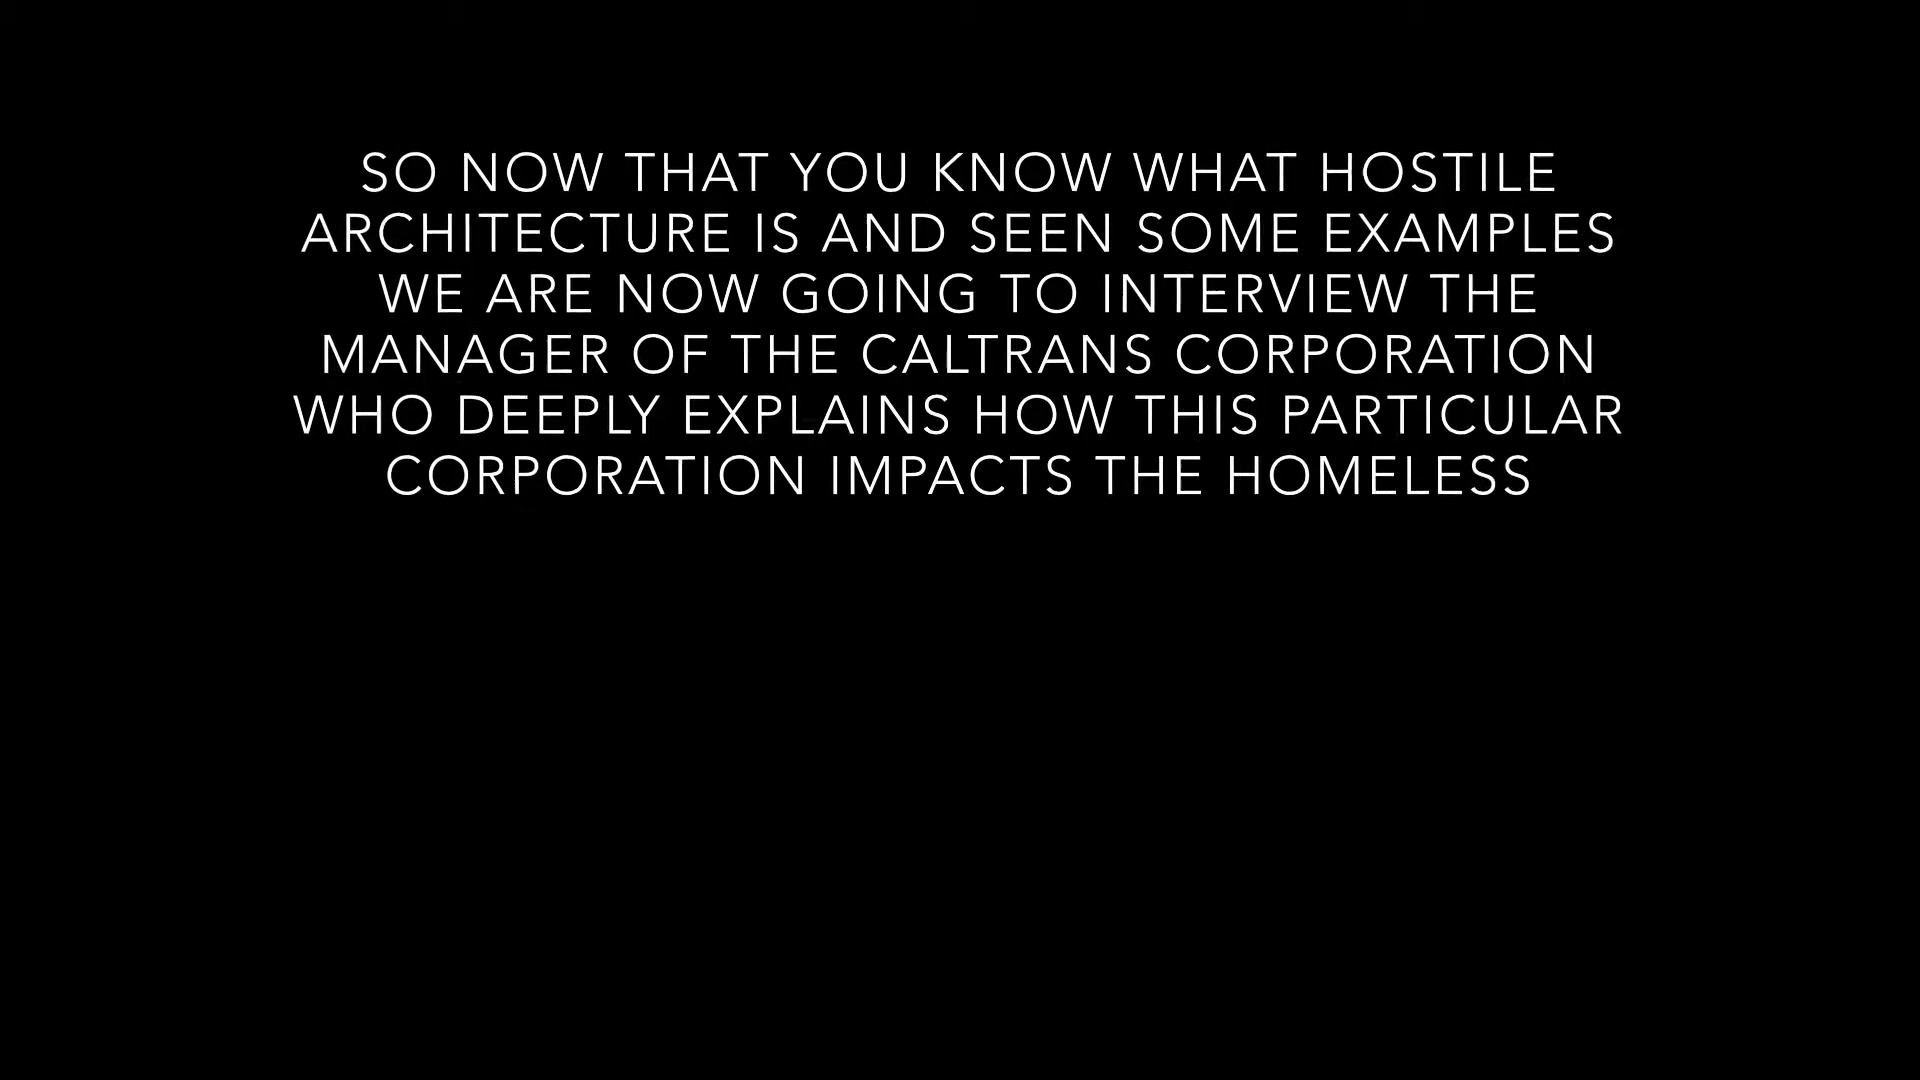 SO NOW THAT YOU KNOW WHAT HOSTILE
ARCHITECTURE IS AND SEEN SOME EXAMPLES
WE ARE NOW GOING TO INTERVIEW THE
MANAGER OF THE CALTRANS CORPORATION
WHO DEEPLY EXPLAINS HOW THIS PARTICULAR
CORPORATION IMPACTS THE HOMELESS